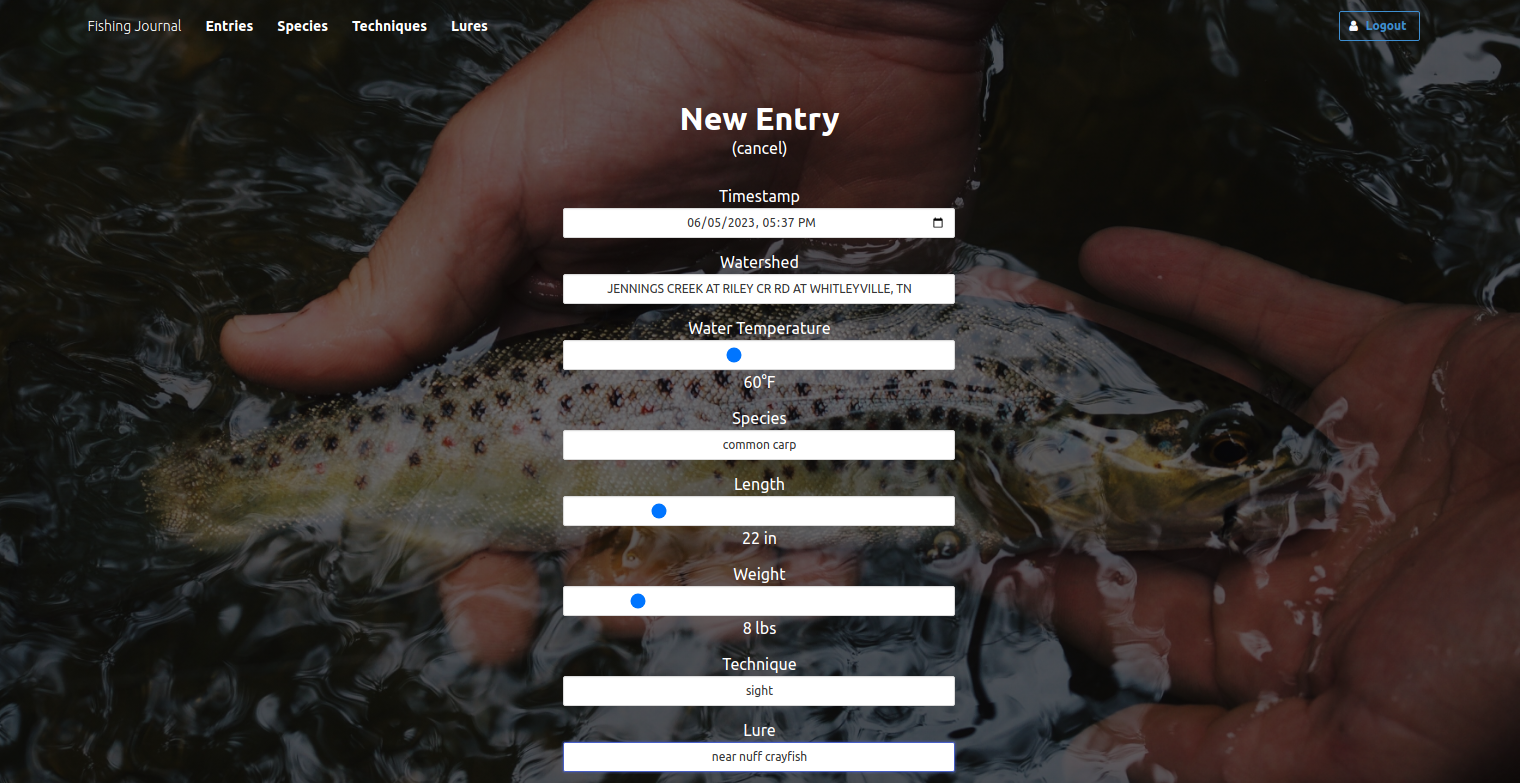 Fishing Journal Entries Species Techniques Lures Logout
New Entry
(cancel)
Timestamp
06/05/2023, 05:37 PM
Watershed
JENNINGS CREEK AT RILEY CR RD AT WHITLEYVILLE, TN
Water Temperature
60°F
Species
common carp
Length
22 in
Weight
8 lbs
Technique
sight
Lure
near nuff crayfish